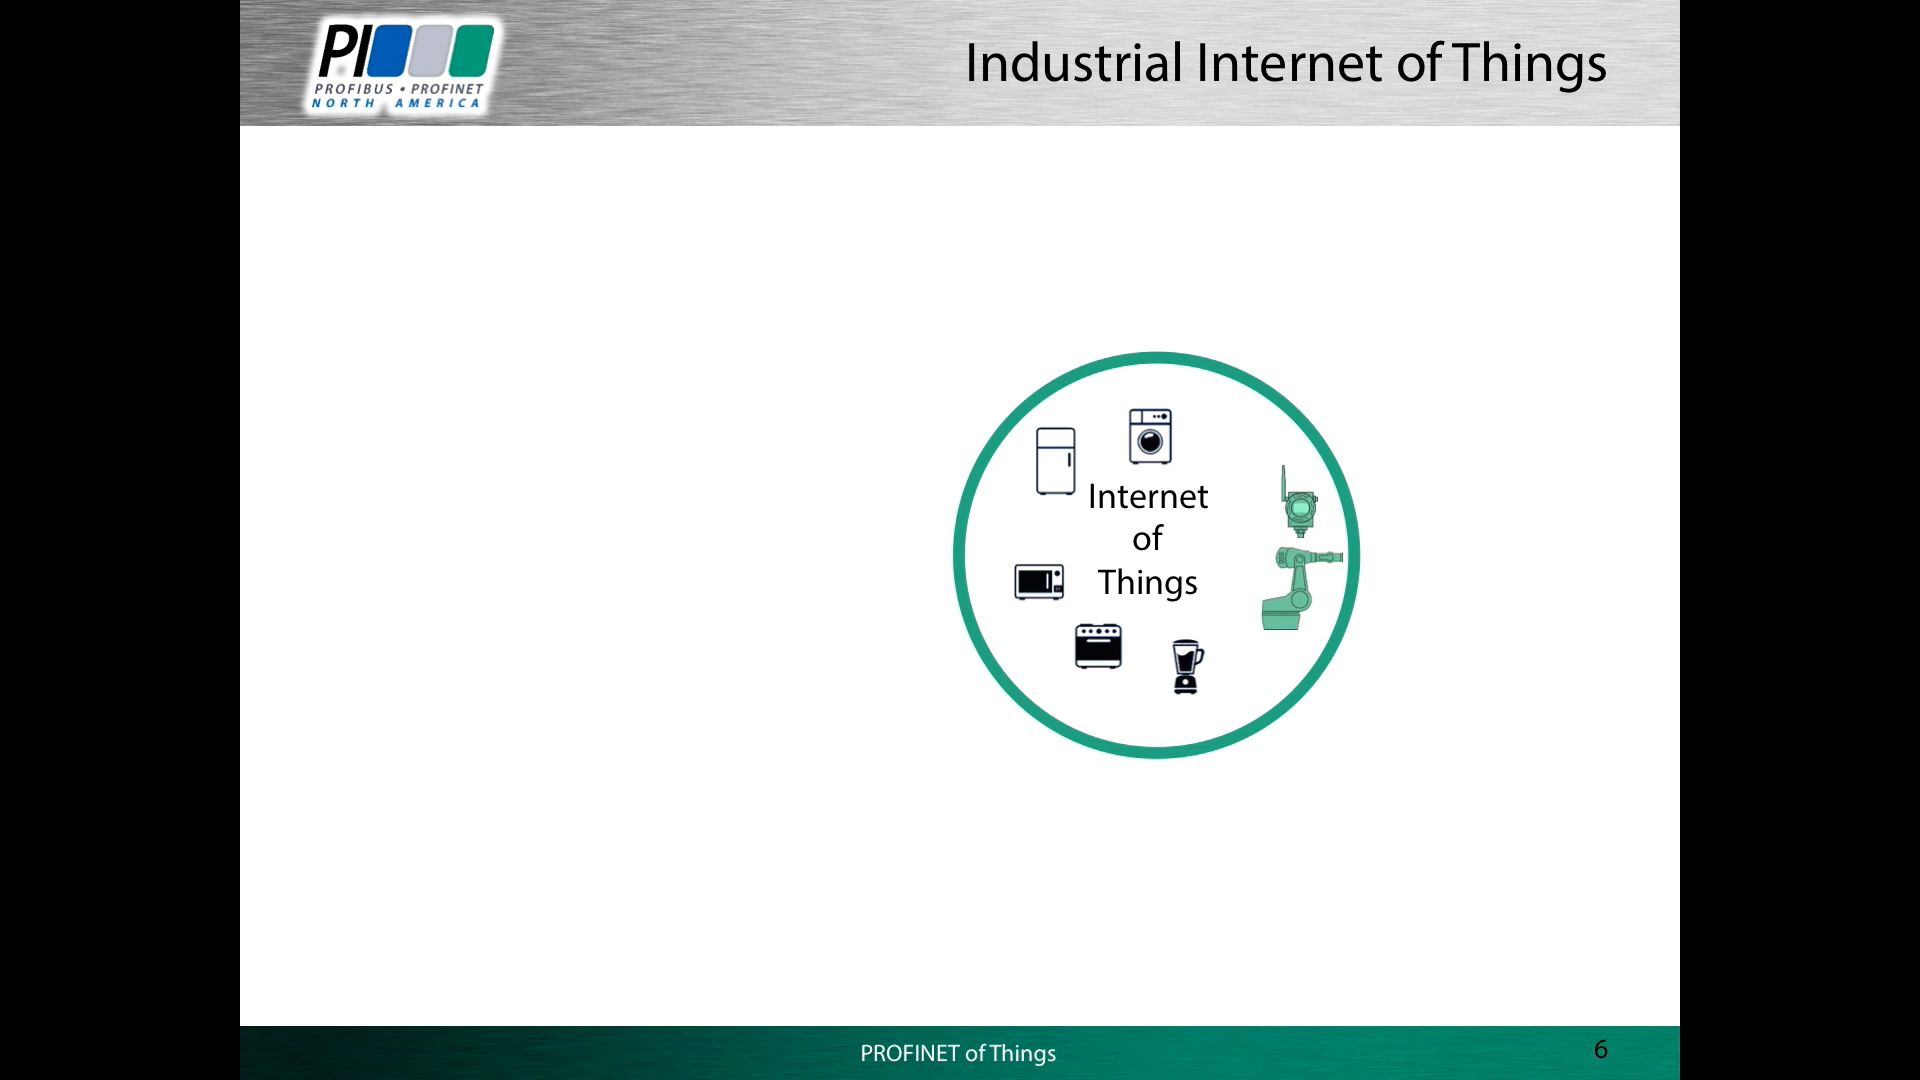 PI
PROFIBUS • PROFINET
NORTH AMERICA
Industrial Internet of Things
Internet
of
Things
PROFINET of Things
6